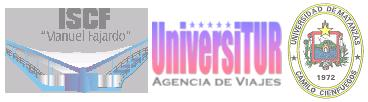 ISCF
"Manuel Fajardo"
UniversiTUR
AGENCIA DE VIAJES
UNIVERSIDAD DE MATANZAS
1972
CAMILO CIENFUEGOS